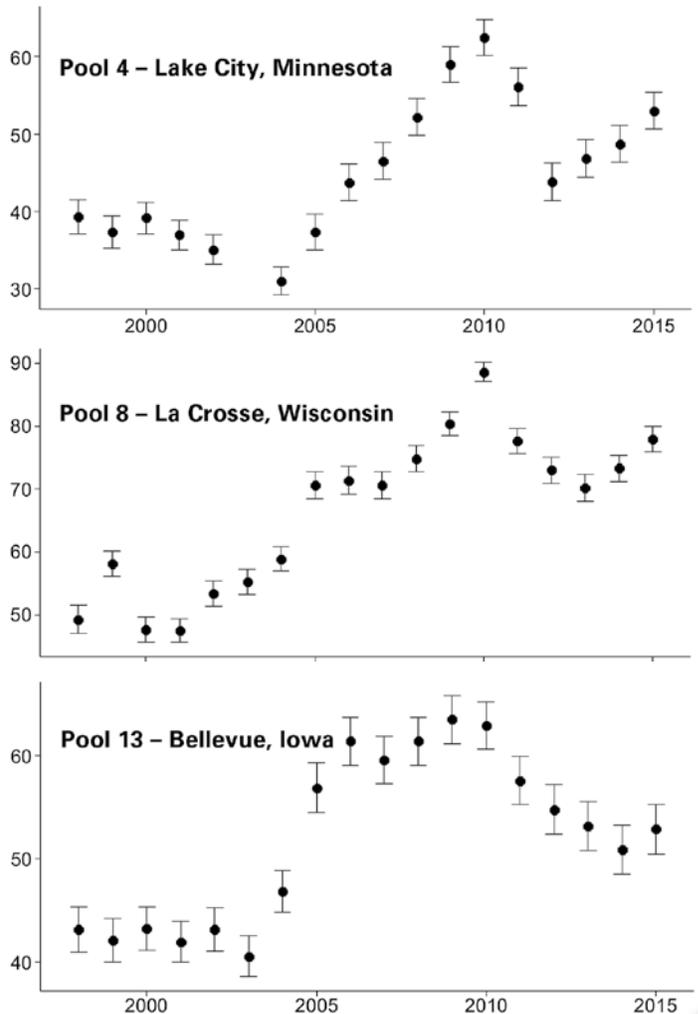 60
Pool 4 – Lake City, Minnesota
50
40
30
2000 2005 2010 2015
90
Pool 8 – La Crosse, Wisconsin
80
70
60
50
Pool 13 – Bellevue, Iowa
60
50
40
2000 2005 2010 2015